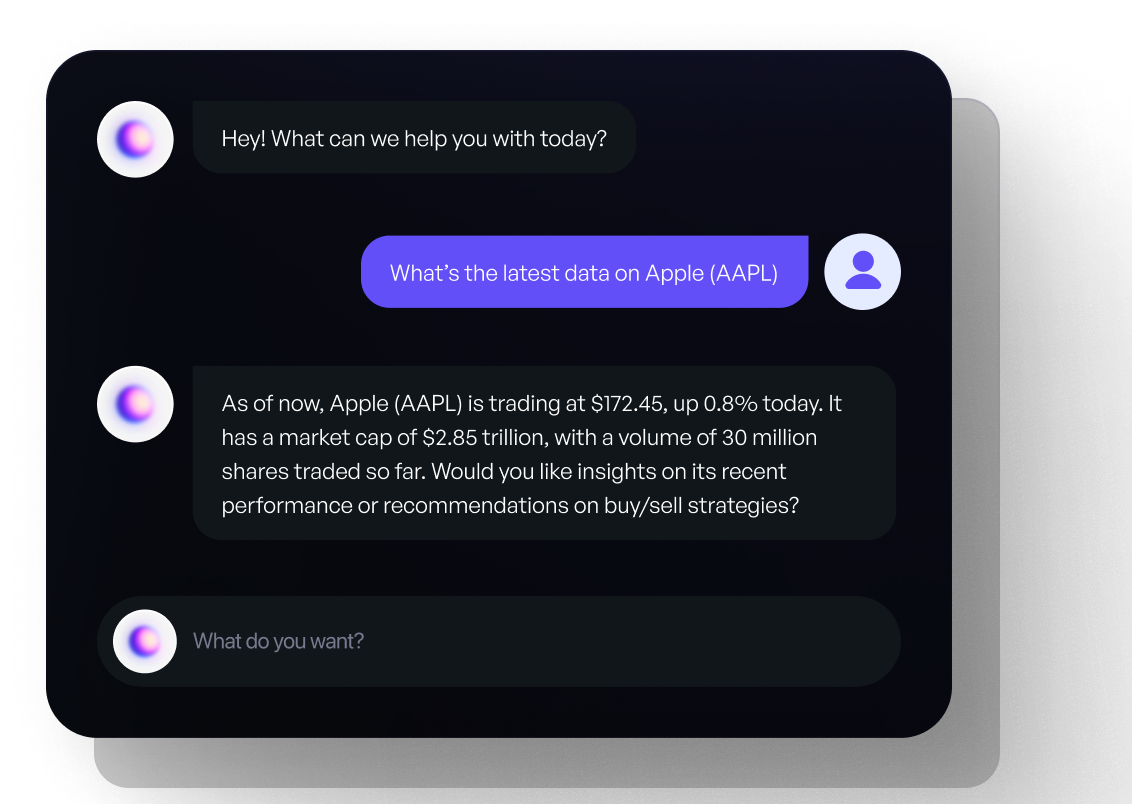 Hey! What can we help you with today?
What’s the latest data on Apple (AAPL)
As of now, Apple (AAPL) is trading at $172.45, up 0.8% today. It
has a market cap of $2.85 trillion, with a volume of 30 million
shares traded so far. Would you like insights on its recent
performance or recommendations on buy/sell strategies?
What do you want?